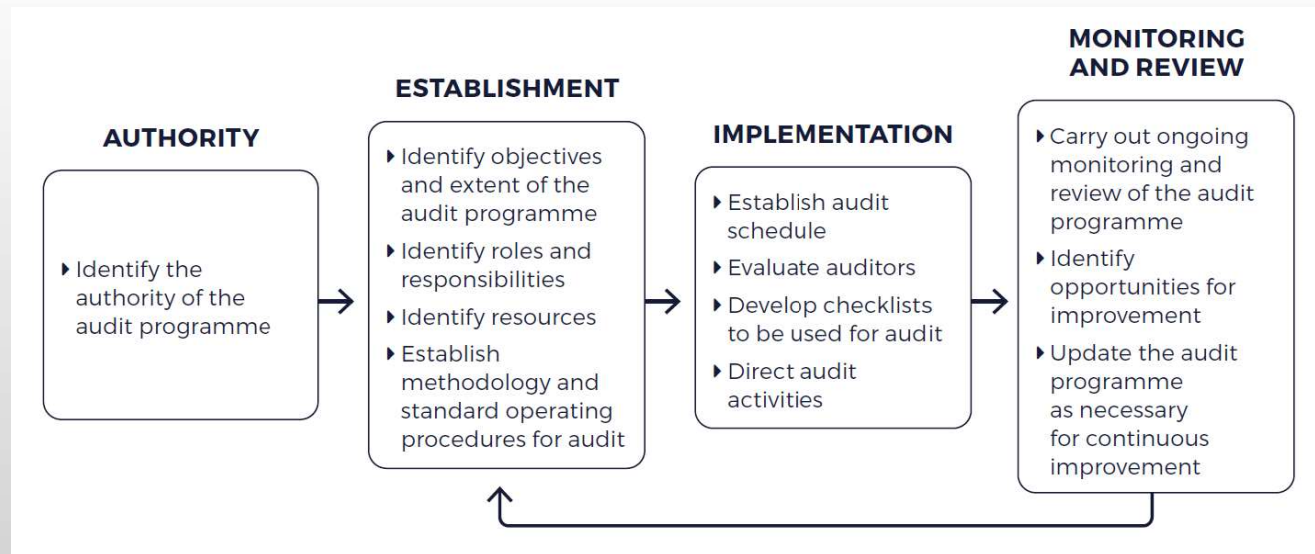 AUTHORITY
Identify the
authority of the
audit programme
ESTABLISHMENT
Identify objectives
and extent of the
audit programme
Identify roles and
responsibilities
Identify resources
Establish
methodology and
standard operating
procedures for audit
IMPLEMENTATION
Establish audit
schedule
Evaluate auditors
Develop checklists
to be used for audit
Direct audit
activities
MONITORING
AND REVIEW
Carry out ongoing
monitoring and
review of the audit
programme
Identify
opportunities for
improvement
Update the audit
programme
as necessary
for continuous
improvement